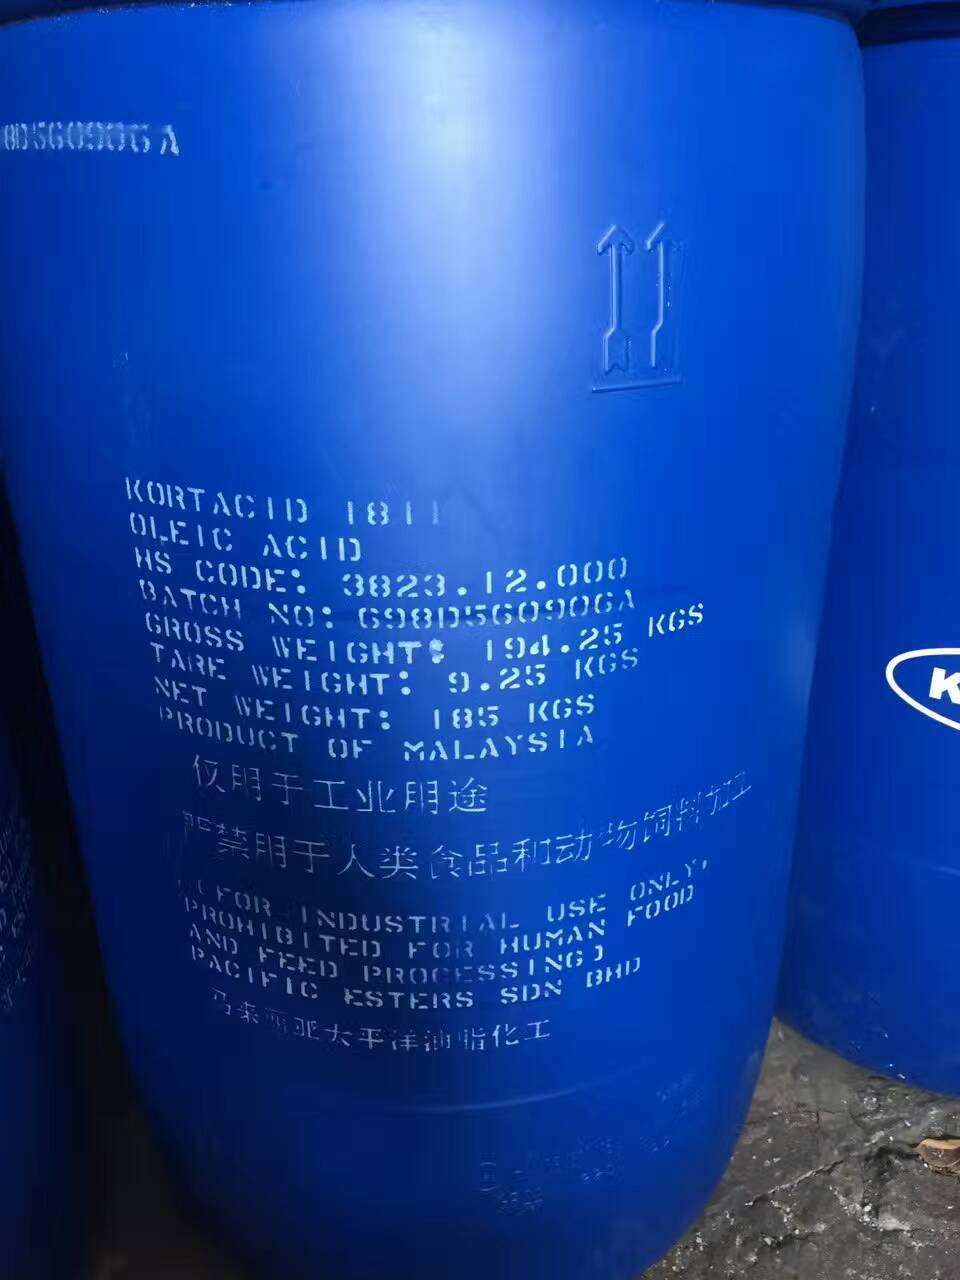 8D560906A
KORTACID 1811
OLEIC ACID
HS CODE: 3823.12.000
BATCH NO: 698D560906A
GROSS WEIGHT: 194.25 KGS
TARE WEIGHT: 9.25 KGS
NET WEIGHT: 185 KGS
PRODUCT OF MALAYSIA
仅用于工业用途
严禁用于人类食品和动物饲料加工
(FOR INDUSTRIAL USE ONLY,
PROHIBITED FOR HUMAN FOOD
AND FEED PROCESSING)
PACIFIC ESTERS SDN BHD
马来西亚太平洋油脂化工
K